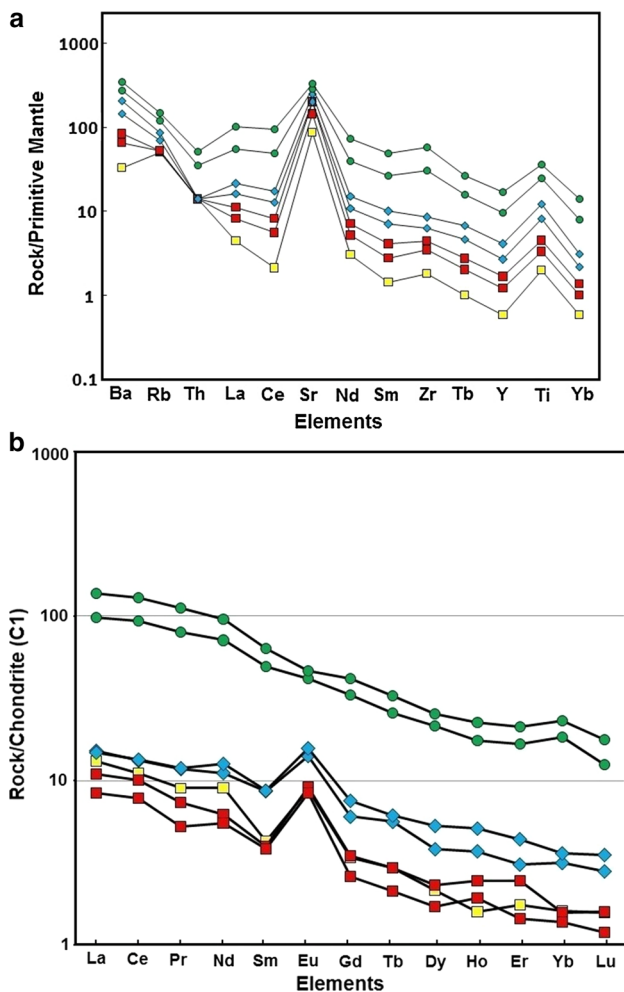 a
Rock/Primitive Mantle
1000
100
10
1
0.1
Ba Rb Th La Ce Sr Nd Sm Zr Tb Y Ti Yb
Elements
b
Rock/Chondrite (C1)
1000
100
10
1
La Ce Pr Nd Sm Eu Gd Tb Dy Ho Er Yb Lu
Elements